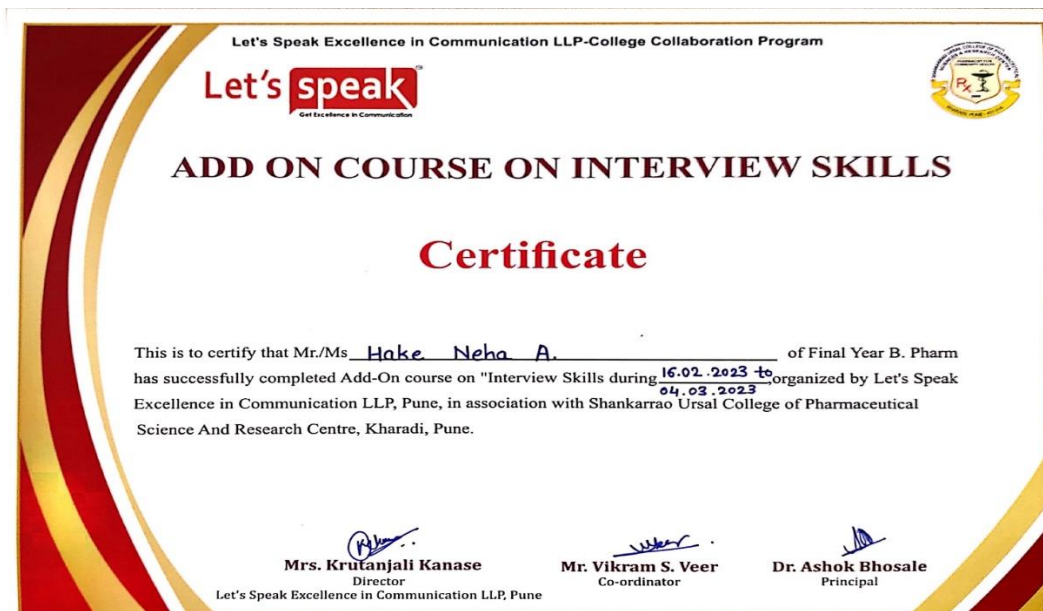 Let's Speak Excellence in Communication LLP-College Collaboration Program
Let's speak
Get Excellence in Communication
ADD ON COURSE ON INTERVIEW SKILLS
Certificate
This is to certify that Mr./Ms Hake Neha A. of Final Year B. Pharm
has successfully completed Add-On course on "Interview Skills during 16.02.2023 to 04.03.2023, organized by Let's Speak
Excellence in Communication LLP, Pune, in association with Shankarrao Ursal College of Pharmaceutical
Science And Research Centre, Kharadi, Pune.
Mrs. Krutanjali Kanase
Director
Let's Speak Excellence in Communication LLP, Pune
Mr. Vikram S. Veer
Co-ordinator
Dr. Ashok Bhosale
Principal